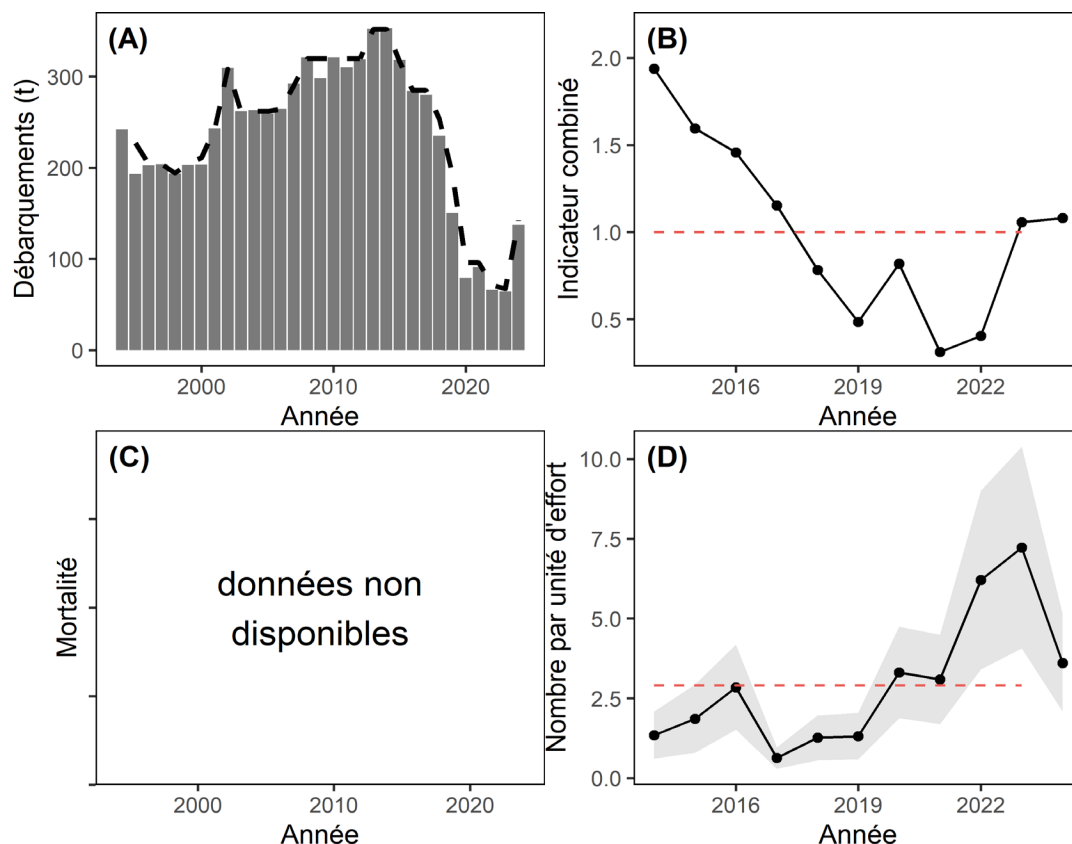 (A)
Débarquements (t)
300
200
100
0
2000
2010
2020
Année
(B)
Indicateur combiné
2.0
1.5
1.0
0.5
2016
2019
2022
Année
(C)
Mortalité
données non
disponibles
2000
2010
2020
Année
(D)
Nombre par unité d'effort
10.0
7.5
5.0
2.5
0.0
2016
2019
2022
Année